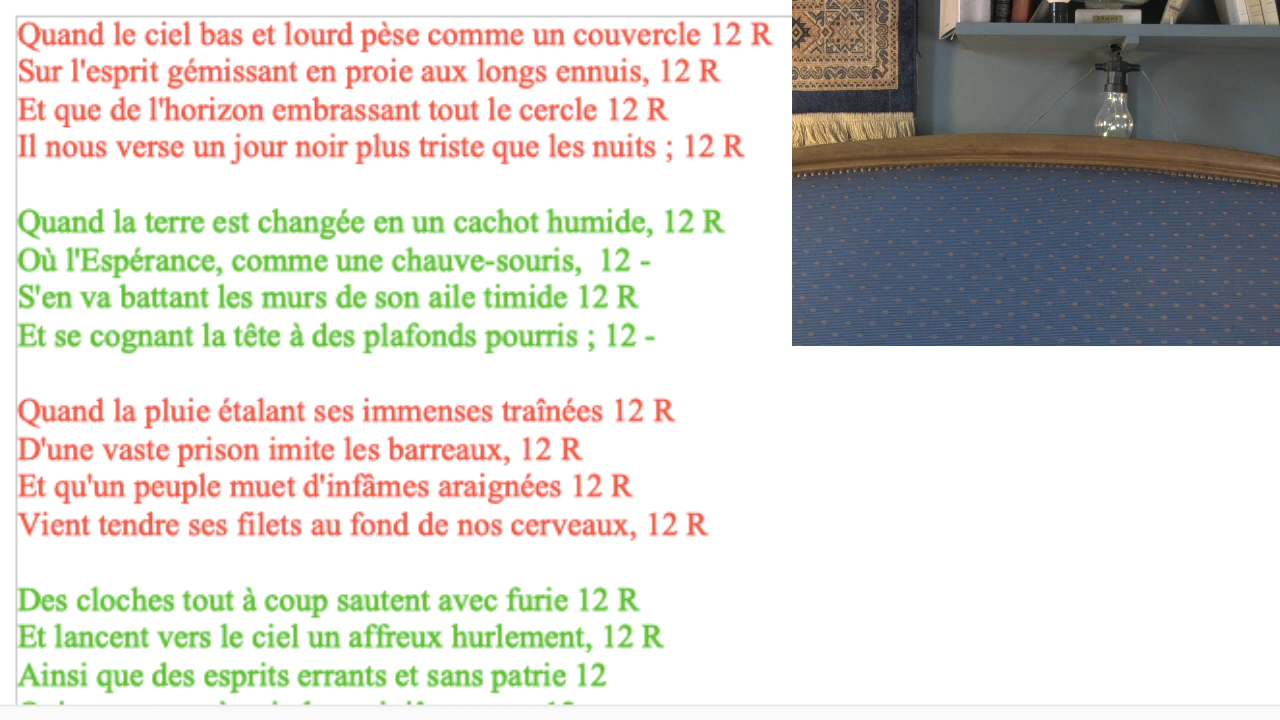 Quand le ciel bas et lourd pèse comme un couvercle 12 R
Sur l'esprit gémissant en proie aux longs ennuis, 12 R
Et que de l'horizon embrassant tout le cercle 12 R
Il nous verse un jour noir plus triste que les nuits ; 12 R
Quand la terre est changée en un cachot humide, 12 R
Où l'Espérance, comme une chauve-souris,  12 -
S'en va battant les murs de son aile timide 12 R
Et se cognant la tête à des plafonds pourris ; 12 -
Quand la pluie étalant ses immenses traînées 12 R
D'une vaste prison imite les barreaux, 12 R
Et qu'un peuple muet d'infâmes araignées 12 R
Vient tendre ses filets au fond de nos cerveaux, 12 R
Des cloches tout à coup sautent avec furie 12 R
Et lancent vers le ciel un affreux hurlement, 12 R
Ainsi que des esprits errants et sans patrie 12